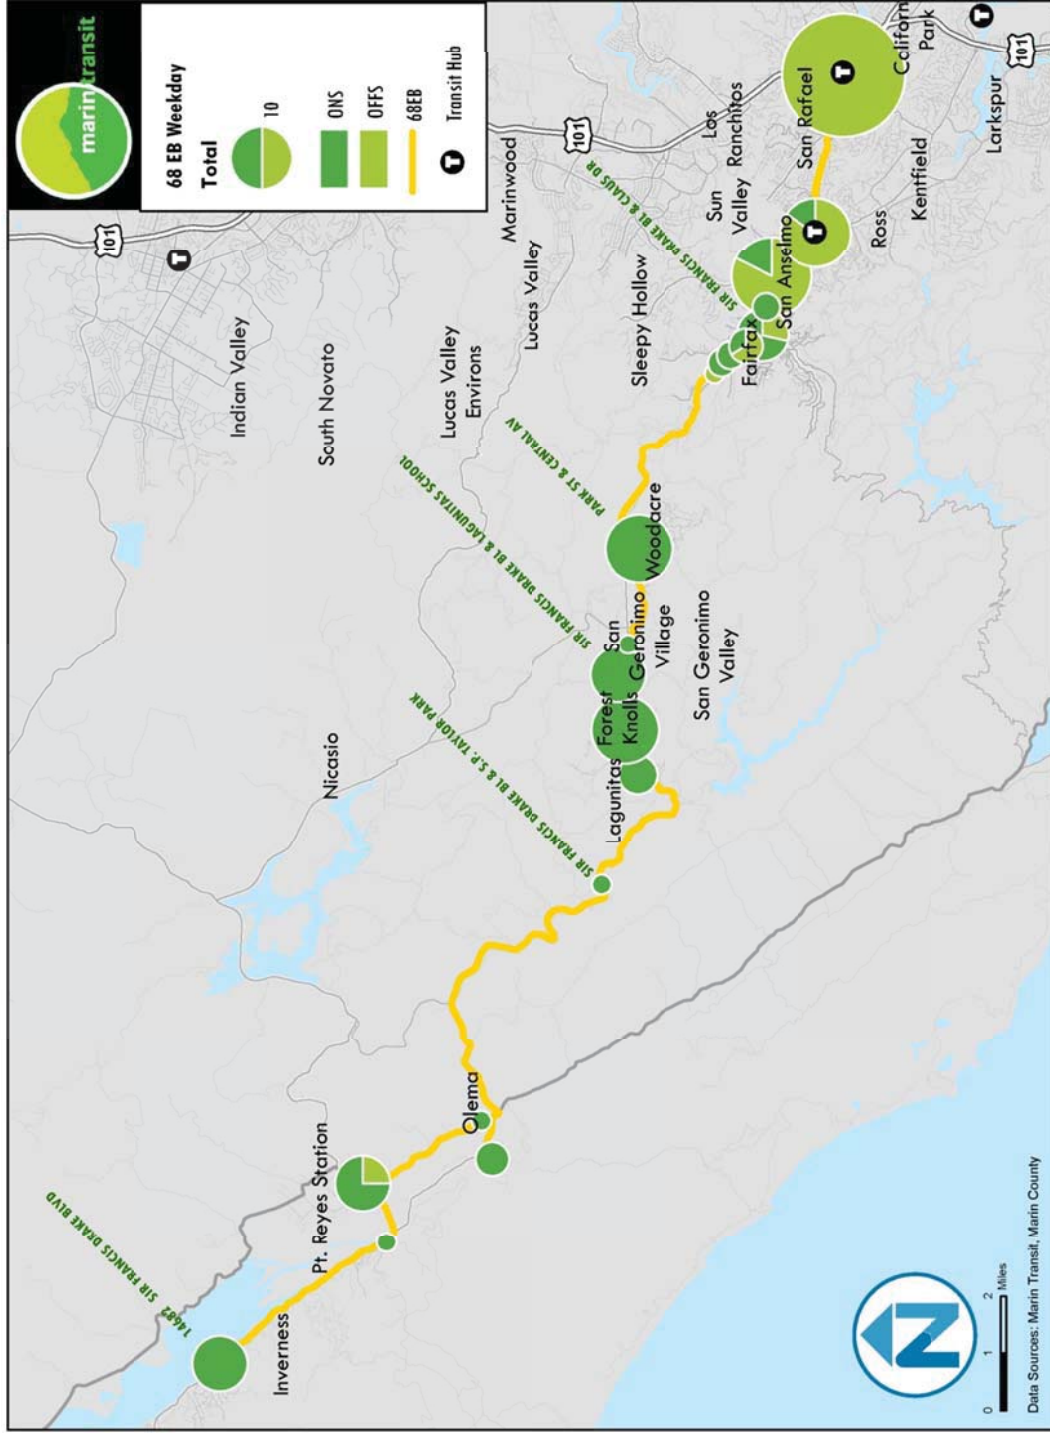 marin transit
68 EB Weekday
Total
10
ONS
OFFS
68EB
T
Transit Hub
101
T
Indian Valley
South Novato
Lucas Valley
Environs
Lucas Valley
Marinwood
101
Los
Ranchitos
Sun
Valley
Sleepy Hollow
SIR FRANCIS DRAKE BL & CLAUS DR
San Rafael
T
Californ
Park
T
101
Larkspur
Kentfield
Ross
San Anselmo
T
Fairfax
PARK ST & CENTAAL AV
Woodacre
SIR FRANCIS DRAKE BL & LAGUNITAS SCHOOL
San
Geronimo
Village
San Geronimo
Valley
Forest
Knolls
Lagunitas
SIR FRANCIS DRAKE BL & S.P. TAYLOR PARK
Nicasio
Olema
Pt. Reyes Station
14682 SIR FRANCIS DRAKE BLVD
Inverness
N
0 1 2
Miles
Data Sources: Marin Transit, Marin County